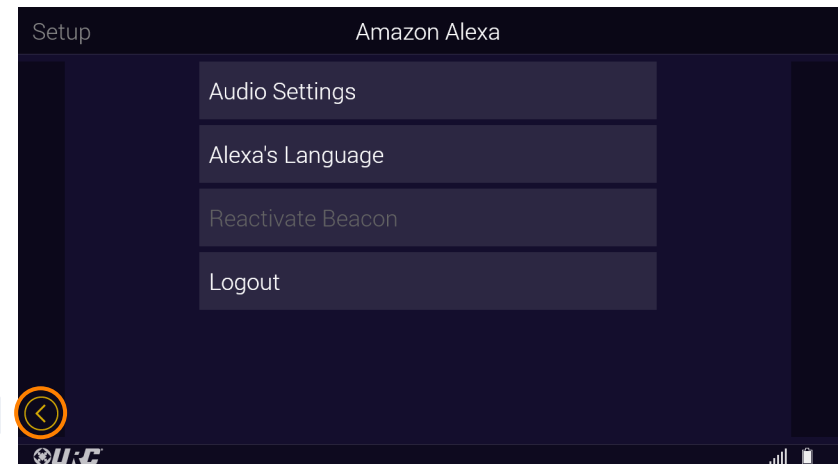 Setup
Amazon Alexa
Audio Settings
Alexa's Language
Reactivate Beacon
Logout
URC